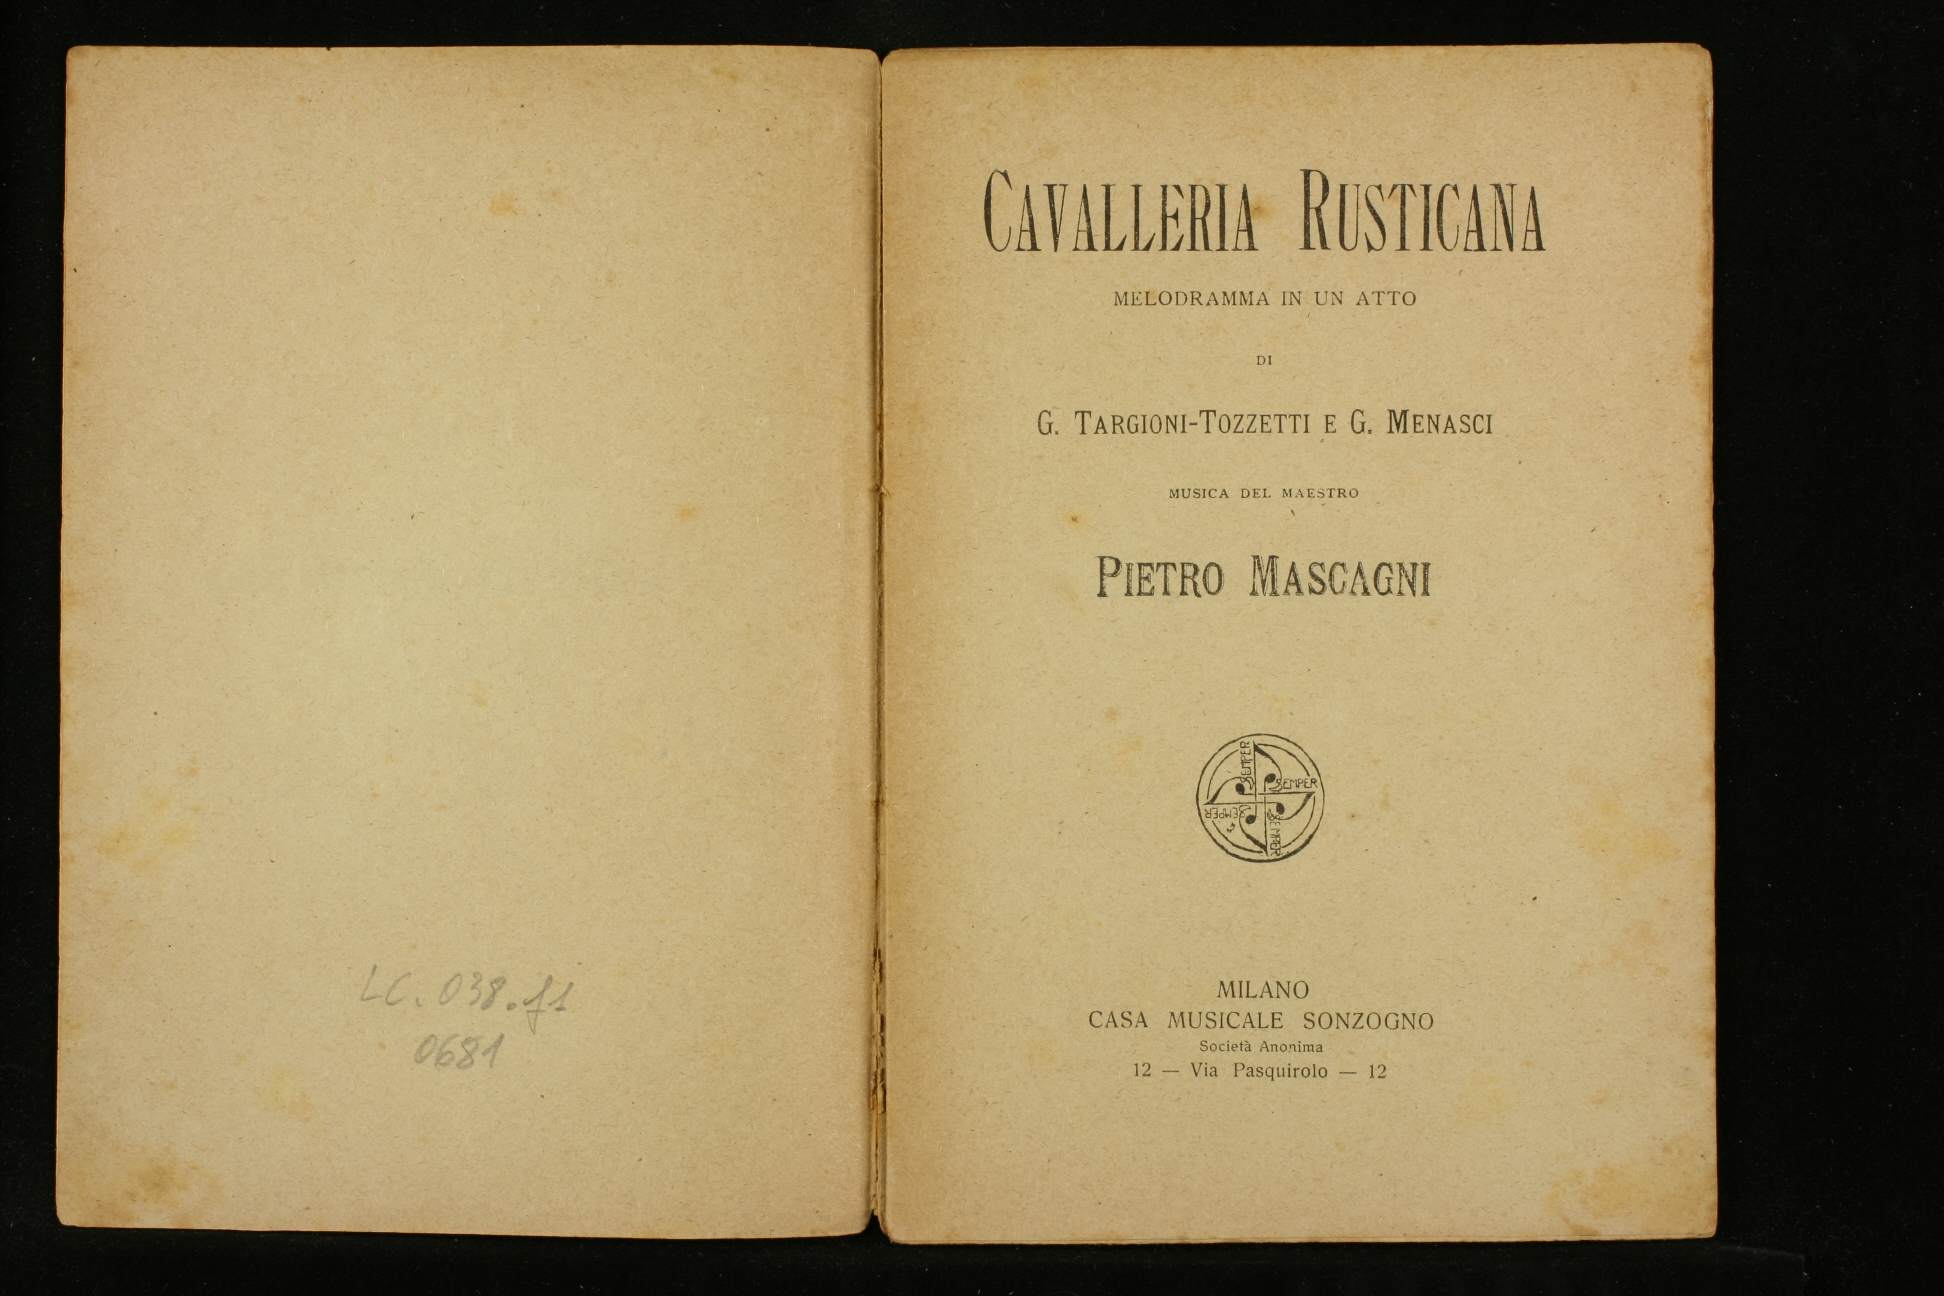 LC. 038.f1
0681
CAVALLERIA RUSTICANA
MELODRAMMA IN UN ATTO
DI
G. TARGIONI-TOZZETTI E G. MENASCI
MUSICA DEL MAESTRO
PIETRO MASCAGNI
SEMPER
SEMPER
SEMPER
SEMPER
MILANO
CASA MUSICALE SONZOGNO
Società Anonima
12 — Via Pasquirolo — 12